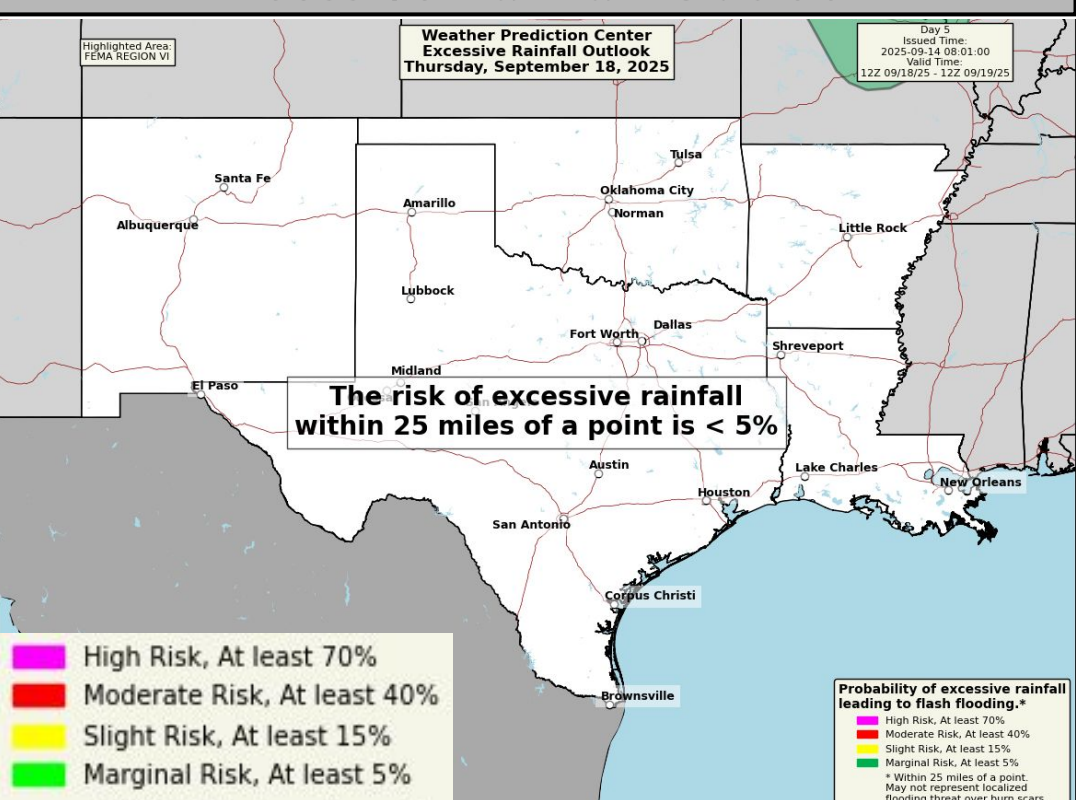 Highlighted Area:
FEMA REGION VI
Weather Prediction Center
Excessive Rainfall Outlook
Thursday, September 18, 2025
Day 5
Issued Time:
2025-09-14 08:01:00
Valid Time:
12Z 09/18/25 - 12Z 09/19/25
Tulsa
Santa Fe
Oklahoma City
Amarillo
Norman
Albuquerque
Little Rock
Lubbock
Dallas
Fort Worth
Shreveport
Midland
El Paso
The risk of excessive rainfall
within 25 miles of a point is < 5%
Austin
Lake Charles
New Orleans
Houston
San Antonio
Corpus Christi
Brownsville
High Risk, At least 70%
Moderate Risk, At least 40%
Slight Risk, At least 15%
Marginal Risk, At least 5%
Probability of excessive rainfall
leading to flash flooding.*
High Risk, At least 70%
Moderate Risk, At least 40%
Slight Risk, At least 15%
Marginal Risk, At least 5%
* Within 25 miles of a point.
May not represent localized
flooding threat over burn scars